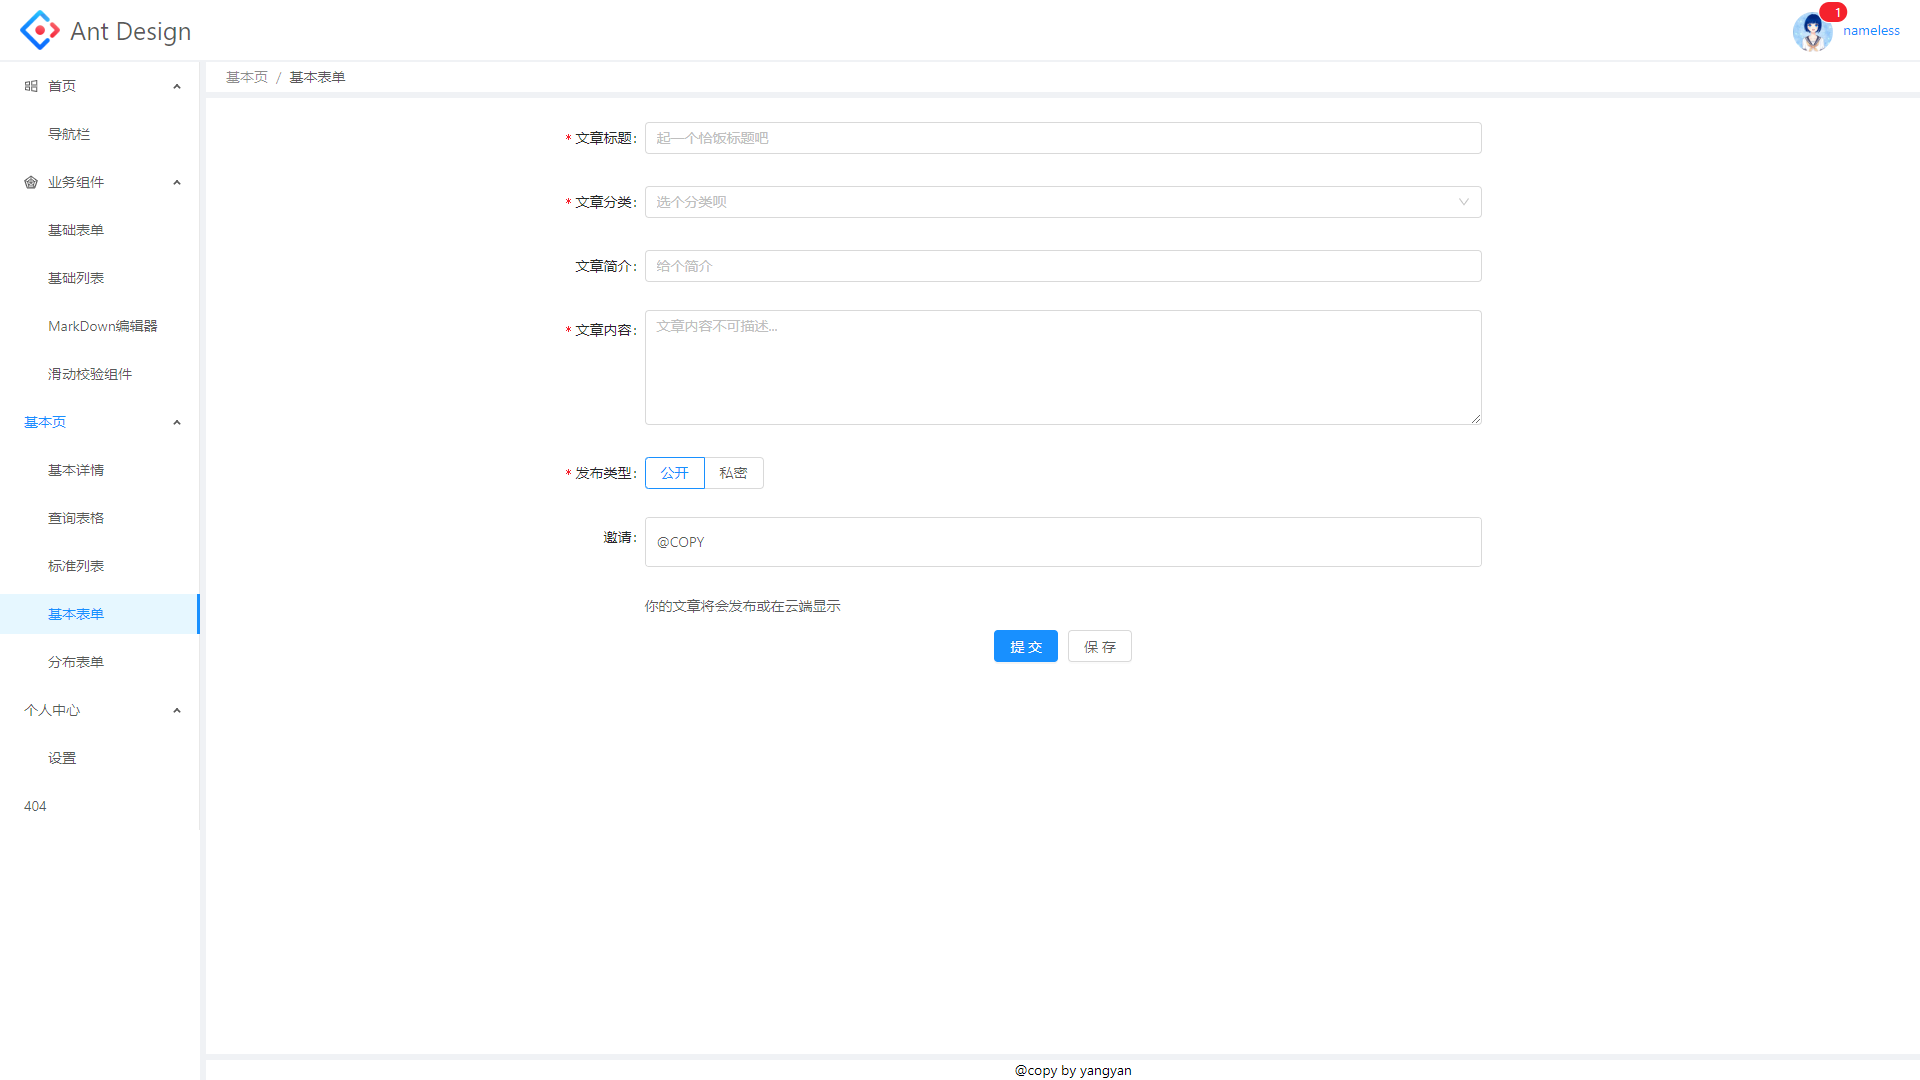 Ant Design
1
nameless
首页
导航栏
业务组件
基础表单
基础列表
MarkDown编辑器
滑动校验组件
基本页
基本详情
查询表格
标准列表
基本表单
分布表单
个人中心
设置
404
基本页 / 基本表单
* 文章标题: 起一个恰饭标题吧
* 文章分类: 选个分类呗
文章简介: 给个简介
* 文章内容: 文章内容不可描述...
* 发布类型: 公开 私密
邀请: @COPY
你的文章将会发布或在云端显示
提 交 保 存
@copy by yangyan